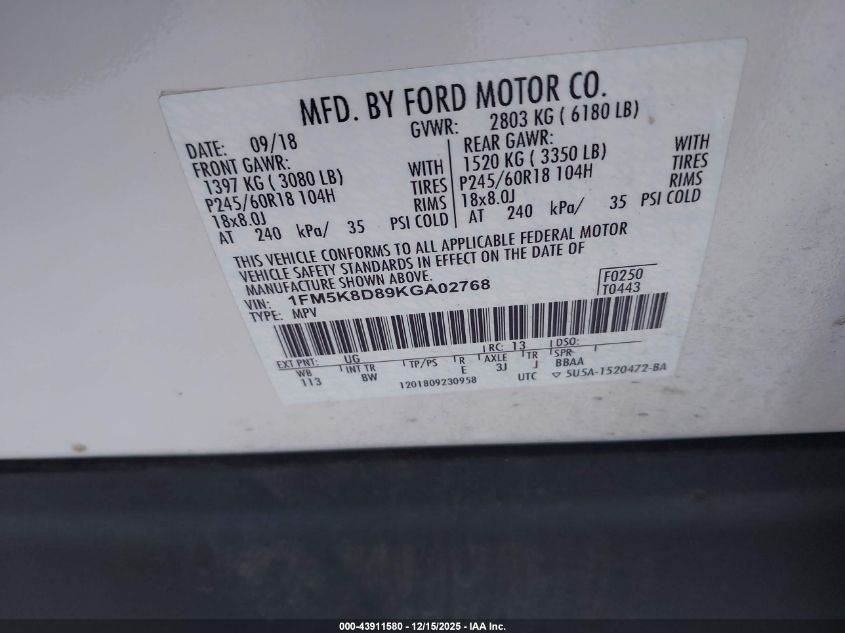 MFD. BY FORD MOTOR CO.
DATE: 09/18 GVWR: 2803 KG ( 6180 LB)
FRONT GAWR: REAR GAWR:
1397 KG ( 3080 LB) WITH 1520 KG ( 3350 LB) WITH
P245/60R18 104H TIRES P245/60R18 104H TIRES
18x8.0J RIMS 18x8.0J RIMS
AT 240 kPa/ 35 PSI COLD AT 240 kPa/ 35 PSI COLD
THIS VEHICLE CONFORMS TO ALL APPLICABLE FEDERAL MOTOR
VEHICLE SAFETY STANDARDS IN EFFECT ON THE DATE OF
MANUFACTURE SHOWN ABOVE.
VIN: 1FM5K8D89KGA02768 F0250
TYPE: MPV T0443
EXT PNT: UG RC: 13 DSO:
WB INT TR TP/PS R AXLE TR SPR
113 BW E 3J J BBAA
1201809230958 UTC ▽ 5U5A-1520472-BA
000-43911580 - 12/15/2025 - IAA Inc.